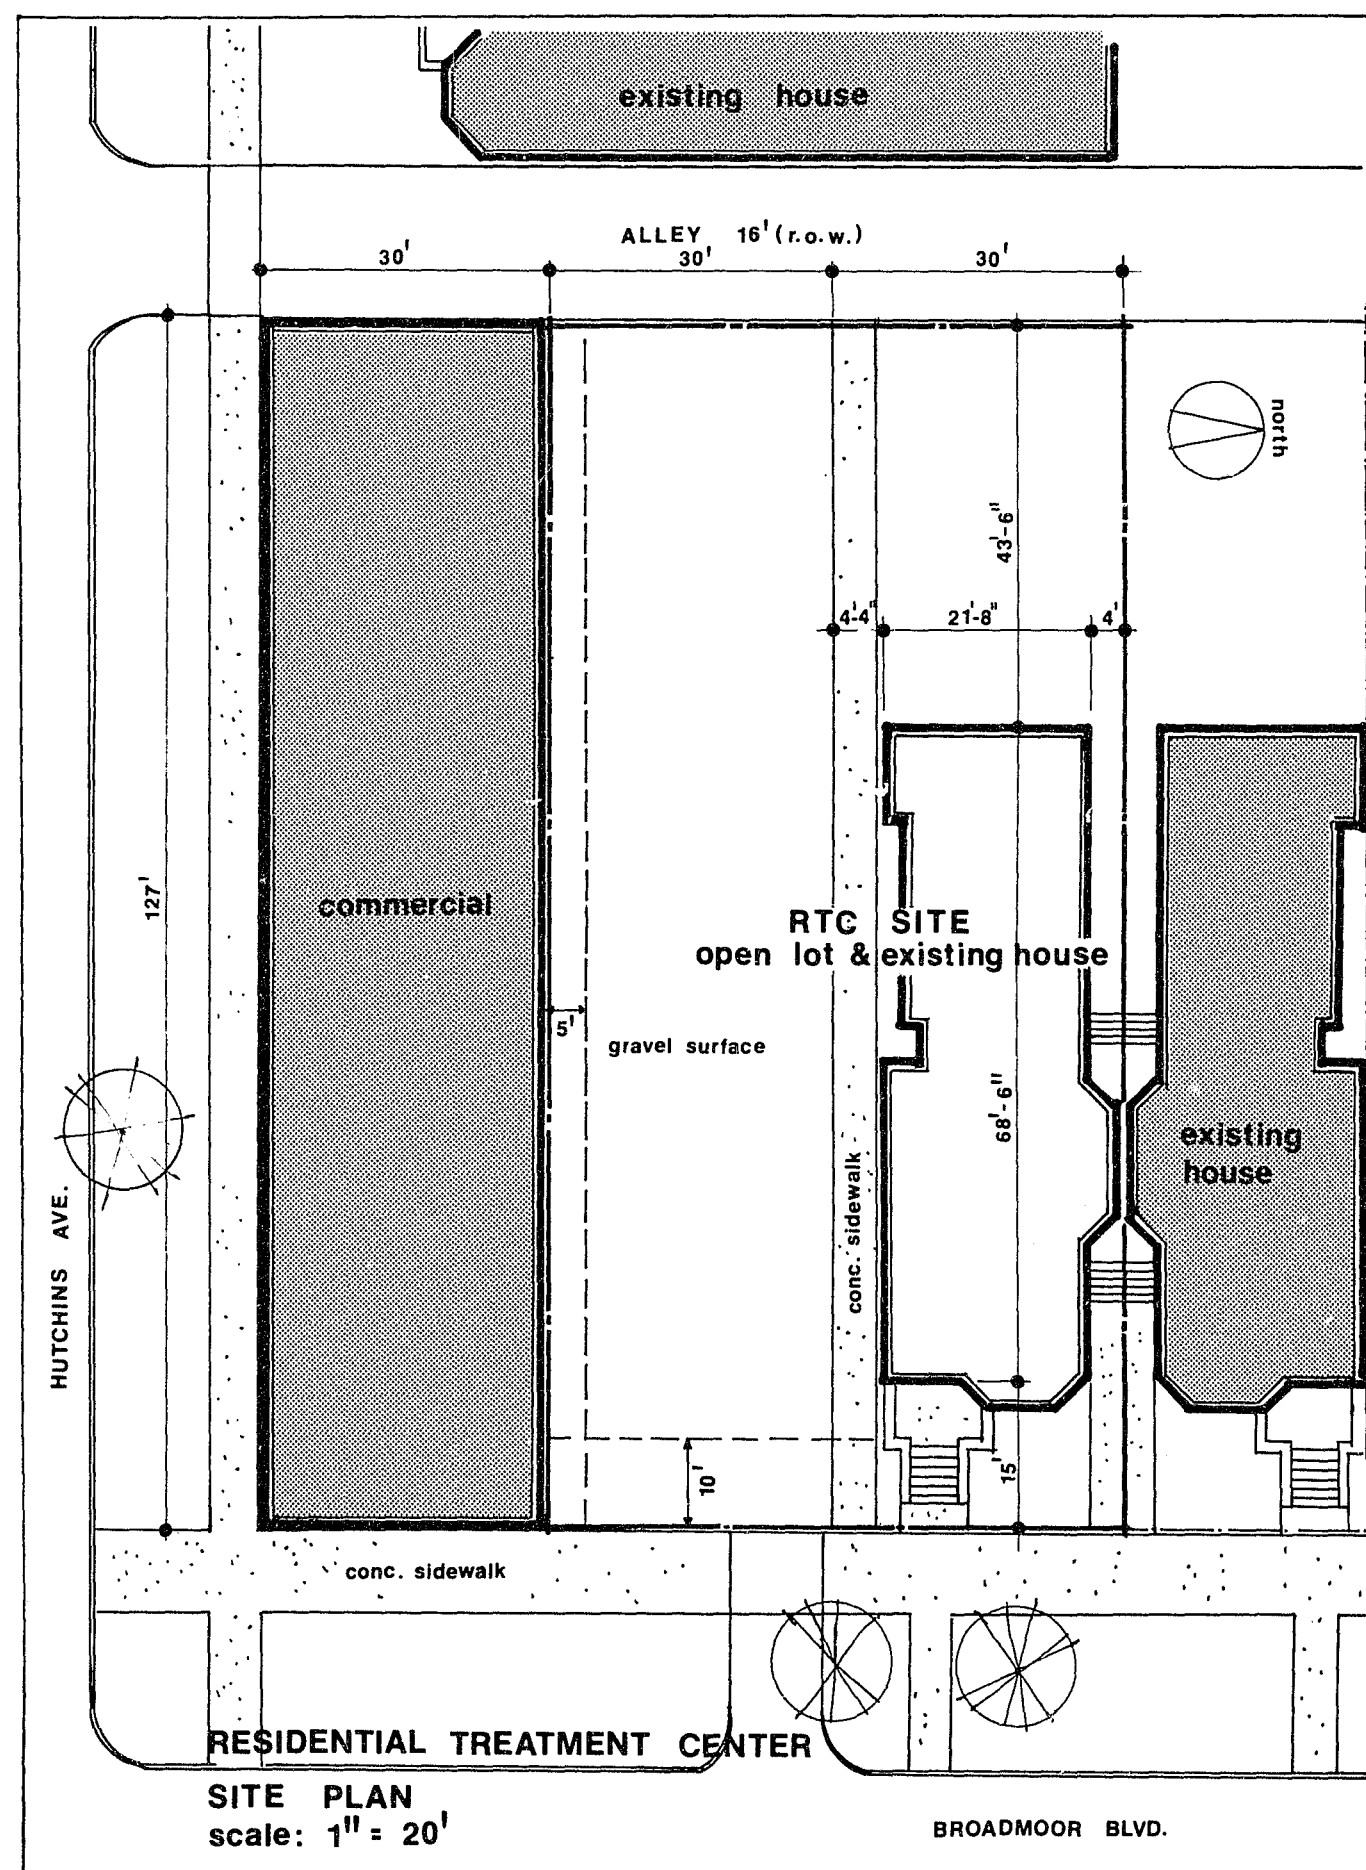 existing house
ALLEY 16' (r.o.w.)
30' 30' 30'
north
43'-6"
4'-4" 21'-8" 4'
127'
commercial
RTC SITE
open lot & existing house
5'
gravel surface
68'-6"
existing
house
conc. sidewalk
HUTCHINS AVE.
10'
15'
conc. sidewalk
RESIDENTIAL TREATMENT CENTER
SITE PLAN
scale: 1" = 20'
BROADMOOR BLVD.